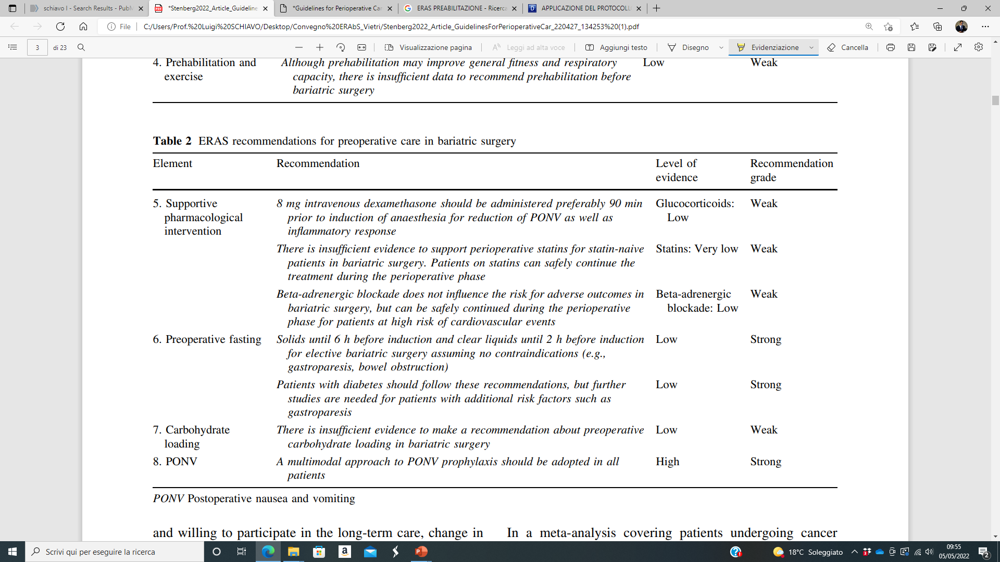 schiavo l - Search Results - PubM
*Stenberg2022_Article_Guideline
*Guidelines for Perioperative Car
ERAS PREABILITAZIONE - Ricerca
APPLICAZIONE DEL PROTOCOLL
File
C:/Users/Prof.%20Luigi%20SCHIAVO/Desktop/Convegno%20ERAbS_Vietri/Stenberg2022_Article_GuidelinesForPerioperativeCar_220427_134253%20(1).pdf
3 di 23 Visualizzazione pagina Leggi ad alta voce Aggiungi testo Disegno Evidenziazione Cancella
4. Prehabilitation and Although prehabilitation may improve general fitness and respiratory Low Weak
exercise capacity, there is insufficient data to recommend prehabilitation before
bariatric surgery
Table 2 ERAS recommendations for preoperative care in bariatric surgery
Element Recommendation Level of Recommendation
evidence grade
5. Supportive 8 mg intravenous dexamethasone should be administered preferably 90 min Glucocorticoids: Weak
pharmacological prior to induction of anaesthesia for reduction of PONV as well as Low
intervention inflammatory response
There is insufficient evidence to support perioperative statins for statin-naive Statins: Very low Weak
patients in bariatric surgery. Patients on statins can safely continue the
treatment during the perioperative phase
Beta-adrenergic blockade does not influence the risk for adverse outcomes in Beta-adrenergic Weak
bariatric surgery, but can be safely continued during the perioperative blockade: Low
phase for patients at high risk of cardiovascular events
6. Preoperative fasting Solids until 6 h before induction and clear liquids until 2 h before induction Low Strong
for elective bariatric surgery assuming no contraindications (e.g.,
gastroparesis, bowel obstruction)
Patients with diabetes should follow these recommendations, but further Low Strong
studies are needed for patients with additional risk factors such as
gastroparesis
7. Carbohydrate There is insufficient evidence to make a recommendation about preoperative Low Weak
loading carbohydrate loading in bariatric surgery
8. PONV A multimodal approach to PONV prophylaxis should be adopted in all High Strong
patients
PONV Postoperative nausea and vomiting
and willing to participate in the long-term care, change in
In a meta-analysis covering patients undergoing cancer
Scrivi qui per eseguire la ricerca
18°C Soleggiato
09:55
05/05/2022
2